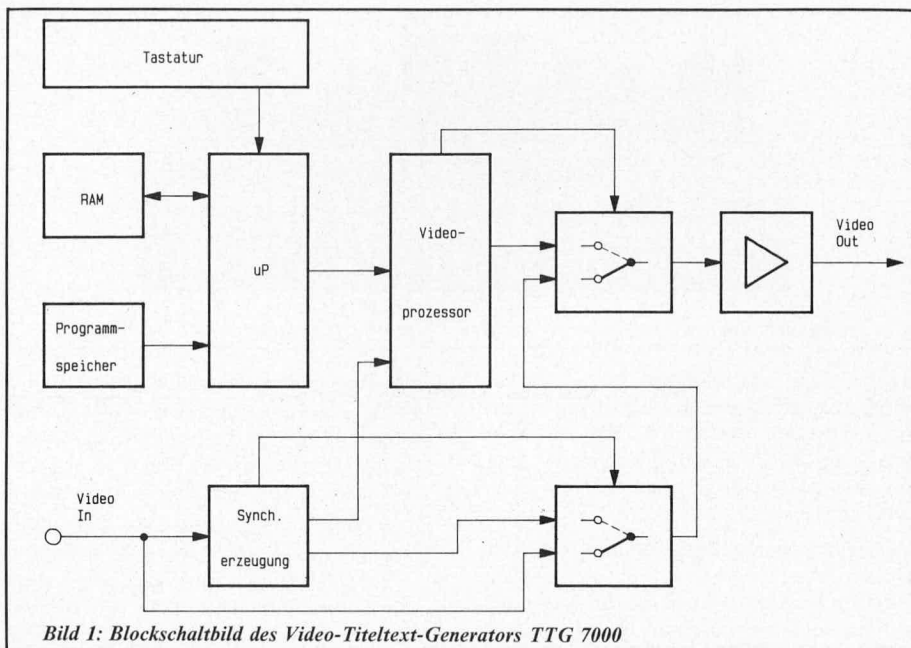 Tastatur
RAM
uP
Programm-
speicher
Video-
prozessor
Video
Out
Video
In
Synch.
erzeugung
Bild 1: Blockschaltbild des Video-Titeltext-Generators TTG 7000